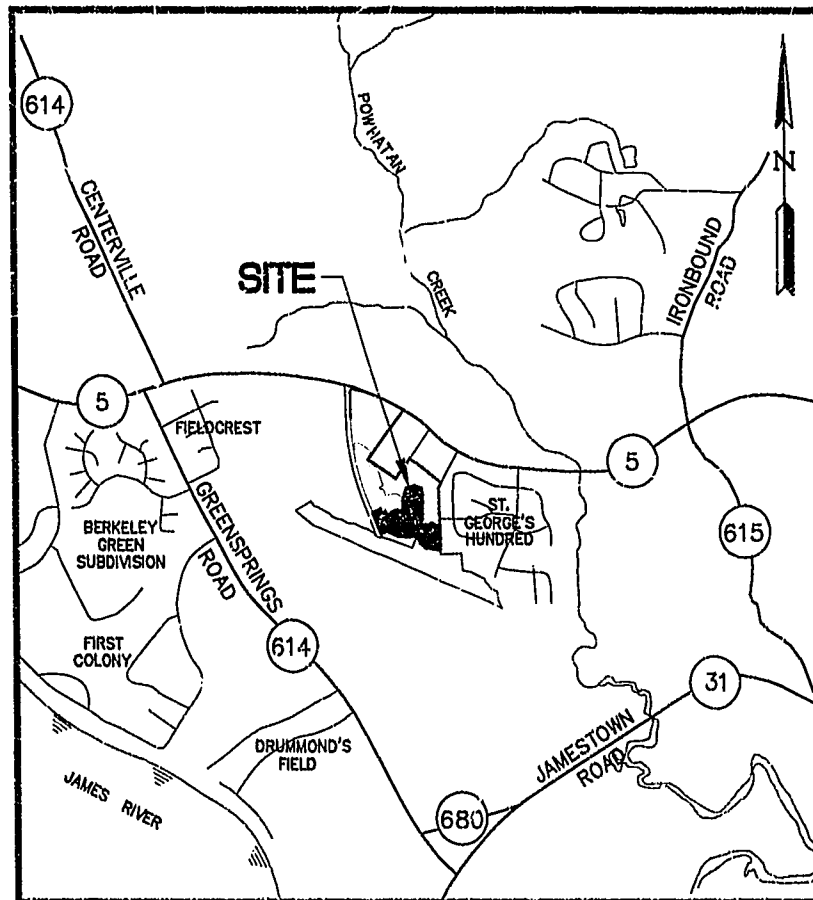 614
POWHATAN
CREEK
N
CENTERVILLE
ROAD
SITE
IRONBOUND
ROAD
5
FIELDCREST
5
BERKELEY
GREEN
SUBDIVISION
GREENSPRINGS
ROAD
ST.
GEORGE'S
HUNDRED
615
FIRST
COLONY
614
31
DRUMMOND'S
FIELD
JAMESTOWN
ROAD
JAMES RIVER
680